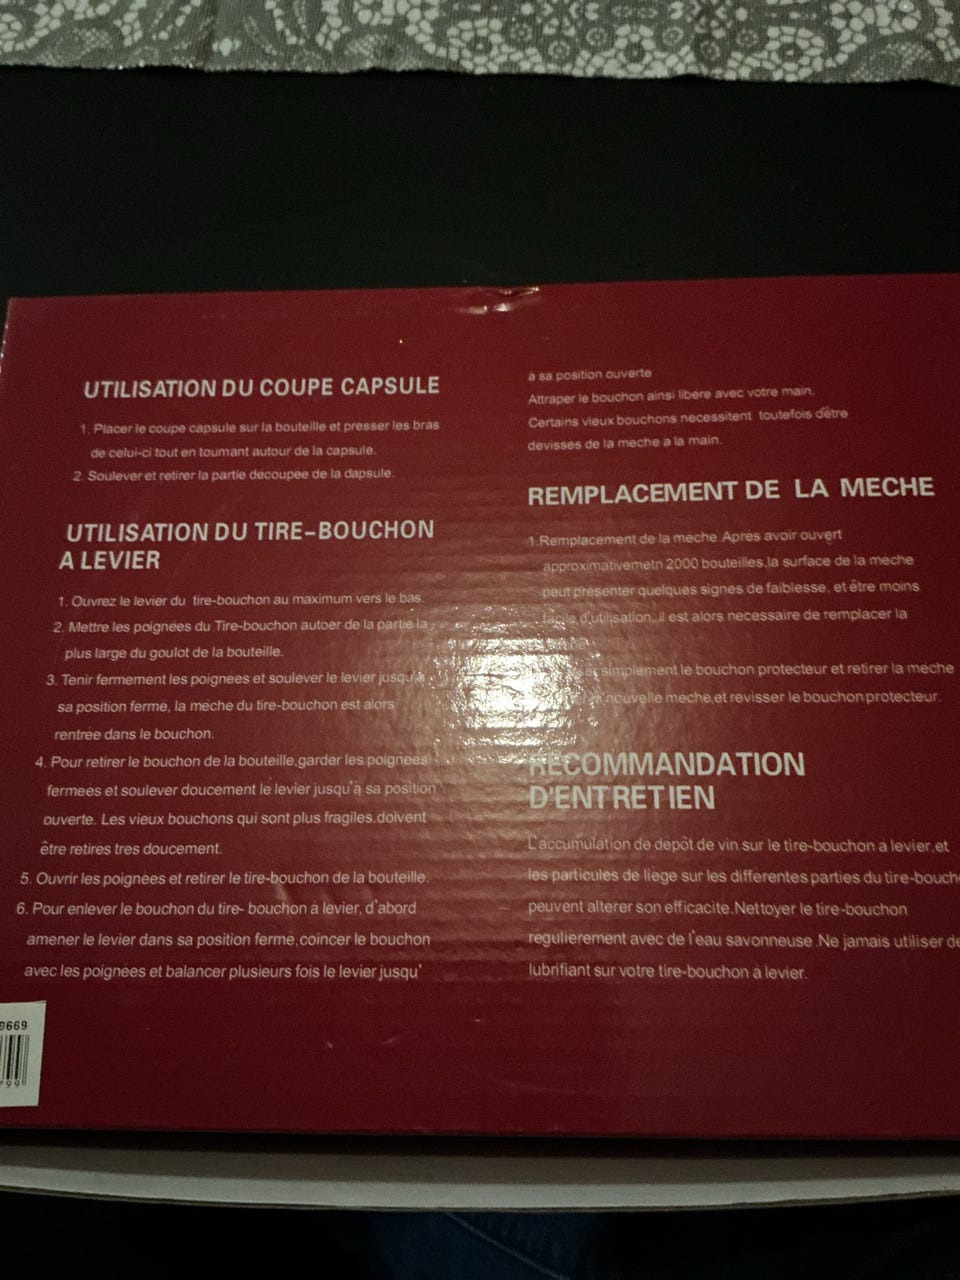 UTILISATION DU COUPE CAPSULE
1. Placer le coupe capsule sur la bouteille et presser les bras
de celui-ci tout en toumant autour de la capsule.
2. Soulever et retirer la partie decoupee de la dapsule.
UTILISATION DU TIRE-BOUCHON
A LEVIER
1. Ouvrez le levier du tire-bouchon au maximum vers le bas.
2. Mettre les poignees du Tire-bouchon autoer de la partie la
plus large du goulot de la bouteille.
3. Tenir fermement les poignees et soulever le levier jusqu'a
sa position ferme, la meche du tire-bouchon est alors
rentree dans le bouchon.
4. Pour retirer le bouchon de la bouteille,garder les poignees
fermees et soulever doucement le levier jusqu'a sa position
ouverte. Les vieux bouchons qui sont plus fragiles.doivent
être retires tres doucement.
5. Ouvrir les poignees et retirer le tire-bouchon de la bouteille.
6. Pour enlever le bouchon du tire- bouchon à levier, d'abord
amener le levier dans sa position ferme,coincer le bouchon
avec les poignees et balancer plusieurs fois le levier jusqu'
à sa position ouverte
Attraper le bouchon ainsi libere avec votre main.
Certains vieux bouchons necessitent toutefois dêtre
devisses de la meche a la main.
REMPLACEMENT DE LA MECHE
1.Remplacement de la meche.Apres avoir ouvert
approximativemetn 2000 bouteilles,la surface de la meche
peut presenter quelques signes de faiblesse, et être moins
d'utisation, il est alors necessaire de remplacer la
simplement le bouchon protecteur et retirer la meche
nouvelle meche,et revisser le bouchon protecteur.
RECOMMANDATION
D'ENTRETIEN
L'accumulation de depôt de vin sur le tire-bouchon a levier,et
les particules de liege sur les differentes parties du tire-bouch
peuvent alterer son efficacite.Nettoyer le tire-bouchon
regulierement avec de l'eau savonneuse.Ne jamais utiliser de
lubrifiant sur votre tire-bouchon à levier.
9669